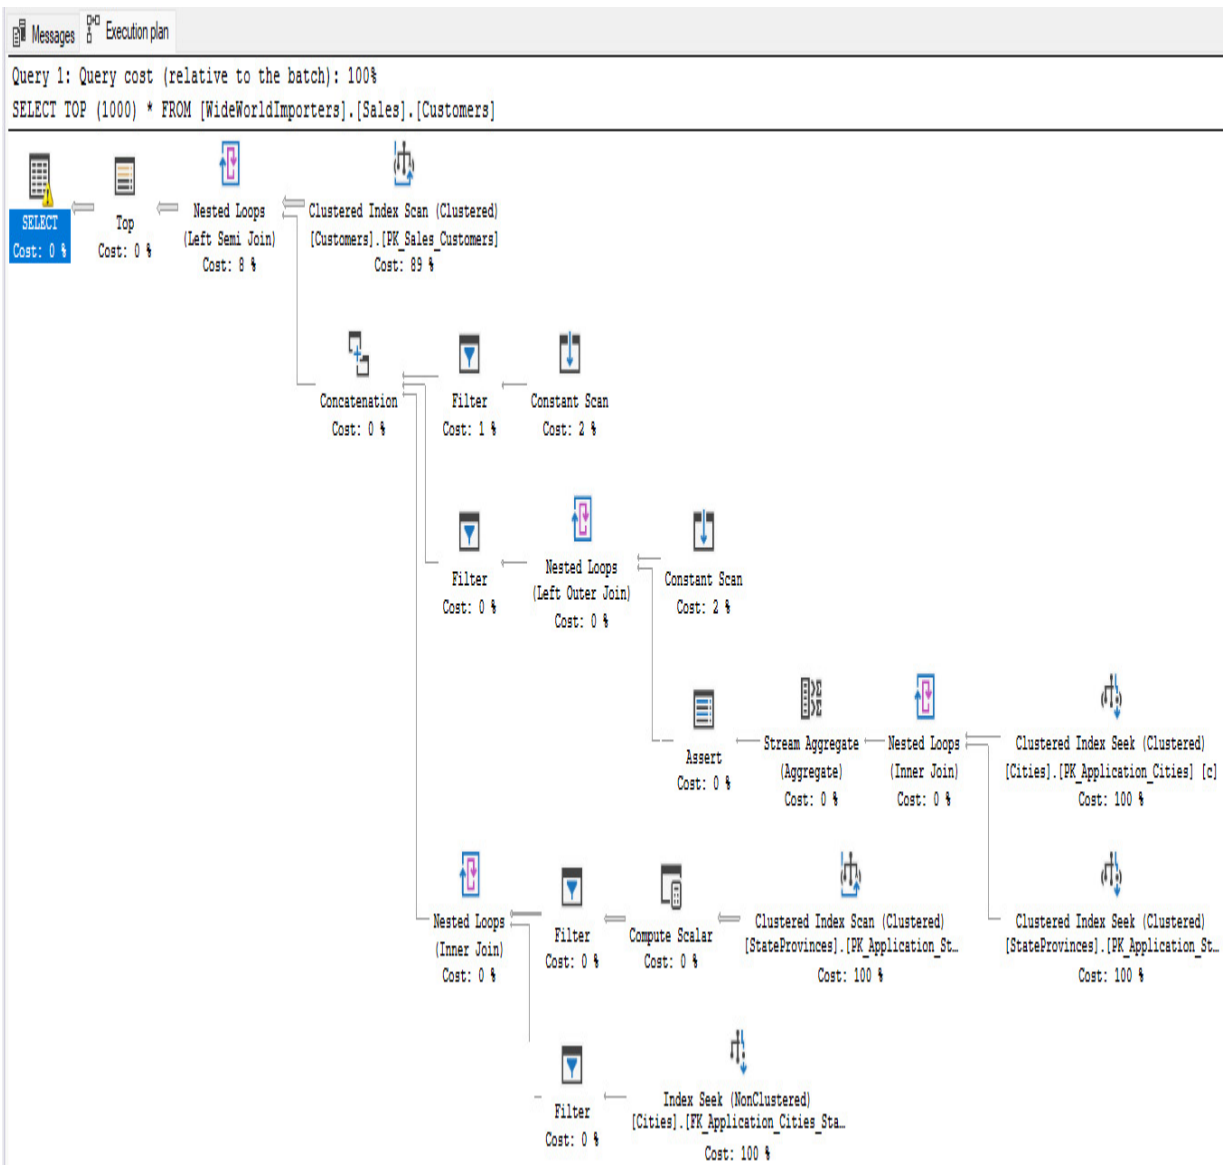 Messages
Execution plan
Query 1: Query cost (relative to the batch): 100%
SELECT TOP (1000) * FROM [WideWorldImporters].[Sales].[Customers]
SELECT
Cost: 0 %
Top
Cost: 0 %
Nested Loops
(Left Semi Join)
Cost: 8 %
Clustered Index Scan (Clustered)
[Customers].[PK_Sales_Customers]
Cost: 89 %
Concatenation
Cost: 0 %
Filter
Cost: 1 %
Constant Scan
Cost: 2 %
Filter
Cost: 0 %
Nested Loops
(Left Outer Join)
Cost: 0 %
Constant Scan
Cost: 2 %
Assert
Cost: 0 %
Stream Aggregate
(Aggregate)
Cost: 0 %
Nested Loops
(Inner Join)
Cost: 0 %
Clustered Index Seek (Clustered)
[Cities].[PK_Application_Cities] [c]
Cost: 100 %
Nested Loops
(Inner Join)
Cost: 0 %
Filter
Cost: 0 %
Compute Scalar
Cost: 0 %
Clustered Index Scan (Clustered)
[StateProvinces].[PK_Application_St…
Cost: 100 %
Clustered Index Seek (Clustered)
[StateProvinces].[PK_Application_St…
Cost: 100 %
Filter
Cost: 0 %
Index Seek (NonClustered)
[Cities].[FK_Application_Cities_Sta…
Cost: 100 %